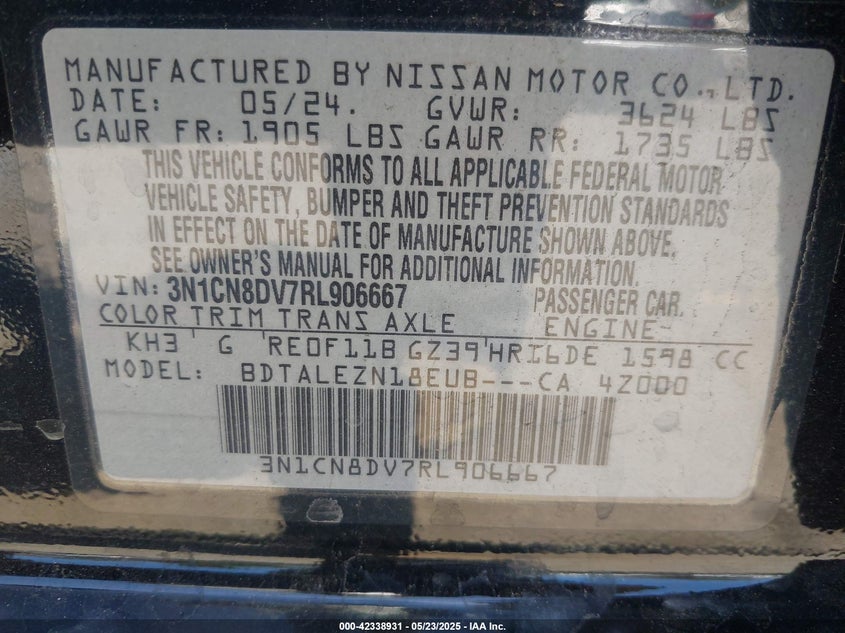 MANUFACTURED BY NISSAN MOTOR CO., LTD.
DATE: 05/24. GVWR: 3624 LBS
GAWR FR: 1905 LBS GAWR RR: 1735 LBS
THIS VEHICLE CONFORMS TO ALL APPLICABLE FEDERAL MOTOR
VEHICLE SAFETY, BUMPER AND THEFT PREVENTION STANDARDS
IN EFFECT ON THE DATE OF MANUFACTURE SHOWN ABOVE.
SEE OWNER'S MANUAL FOR ADDITIONAL INFORMATION.
VIN: 3N1CN8DV7RL906667 PASSENGER CAR.
COLOR TRIM TRANS AXLE ENGINE
KH3 G RE0F11B GZ39 HR16DE 1598 CC
MODEL: BDTALEZN18EUB---CA 4Z000
3N1CN8DV7RL906667
000-42338931 - 05/23/2025 - IAA Inc.